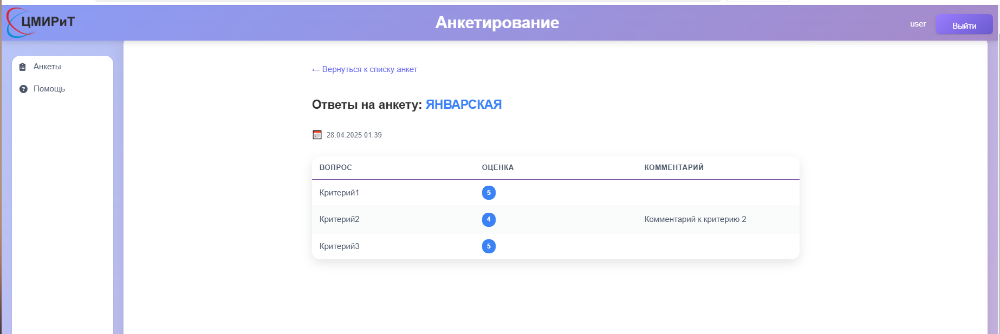 ЦМИРиТ
Анкетирование
user
Выйти
Анкеты
Помощь
← Вернуться к списку анкет
Ответы на анкету: ЯНВАРСКАЯ
28.04.2025 01:39
ВОПРОС ОЦЕНКА КОММЕНТАРИЙ
Критерий1 5
Критерий2 4 Комментарий к критерию 2
Критерий3 5